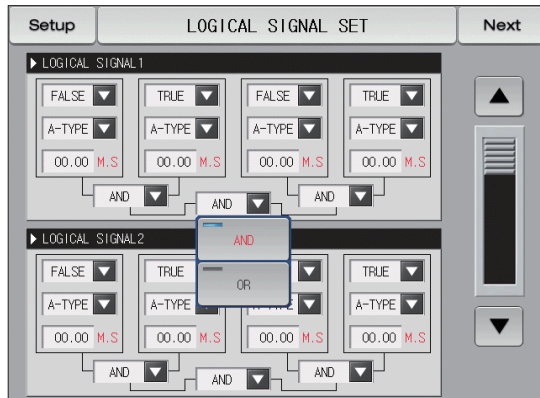 Setup LOGICAL SIGNAL SET Next
LOGICAL SIGNAL1
FALSE TRUE FALSE TRUE
A-TYPE A-TYPE A-TYPE A-TYPE
00.00 M.S 00.00 M.S 00.00 M.S 00.00 M.S
AND AND AND
AND
OR
LOGICAL SIGNAL2
FALSE TRUE TRUE
A-TYPE A-TYPE A-TYPE
00.00 M.S 00.00 M.S 00.00 M.S 00.00 M.S
AND AND AND